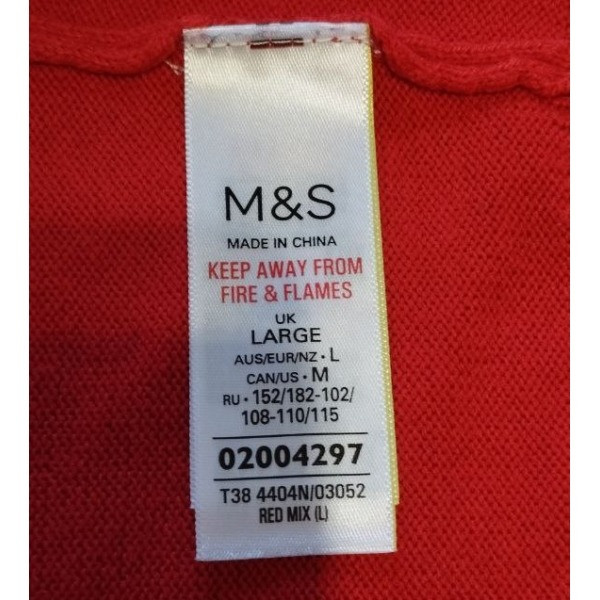 M&S
MADE IN CHINA
KEEP AWAY FROM
FIRE & FLAMES
UK
LARGE
AUS/EUR/NZ • L
CAN/US • M
RU • 152/182-102/
108-110/115
02004297
T38 4404N/03052
RED MIX (L)